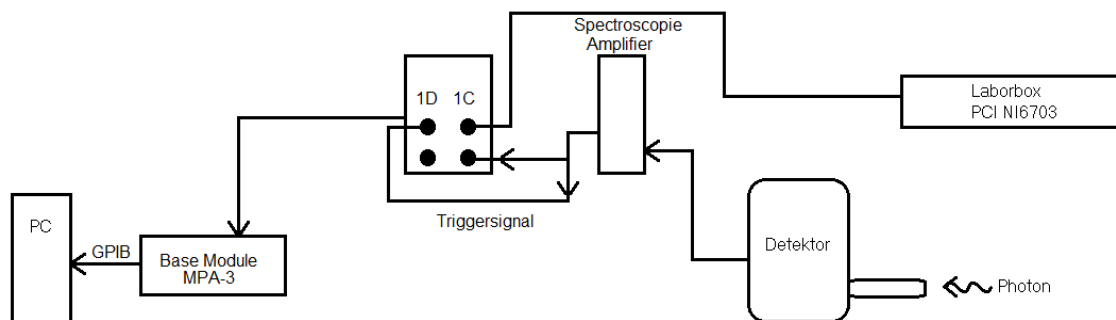 Spectroscopie
Amplifier
1D 1C
Laborbox
PCI NI6703
Triggersignal
PC
GPIB
Base Module
MPA-3
Detektor
Photon